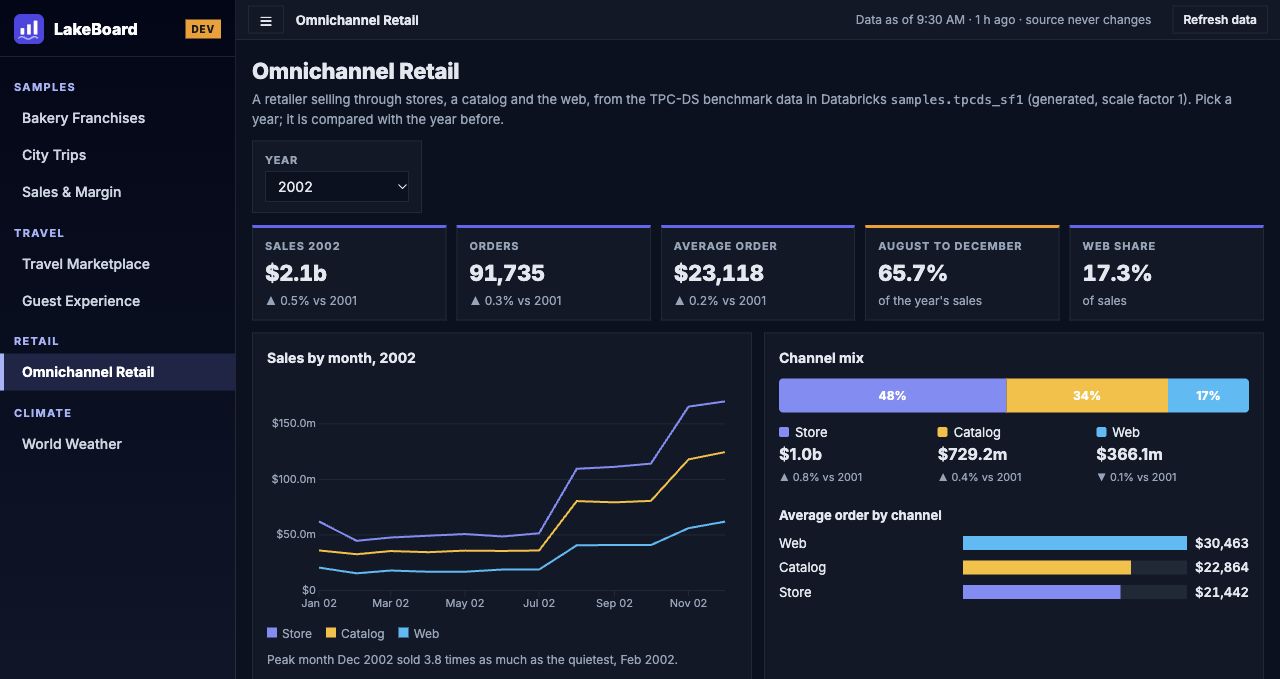 LakeBoard DEV
SAMPLES
Bakery Franchises
City Trips
Sales & Margin
TRAVEL
Travel Marketplace
Guest Experience
RETAIL
Omnichannel Retail
CLIMATE
World Weather
Omnichannel Retail
Data as of 9:30 AM · 1 h ago · source never changes
Refresh data
Omnichannel Retail
A retailer selling through stores, a catalog and the web, from the TPC-DS benchmark data in Databricks samples.tpcds_sf1 (generated, scale factor 1). Pick a
year; it is compared with the year before.
YEAR
2002
SALES 2002
$2.1b
▲ 0.5% vs 2001
ORDERS
91,735
▲ 0.3% vs 2001
AVERAGE ORDER
$23,118
▲ 0.2% vs 2001
AUGUST TO DECEMBER
65.7%
of the year's sales
WEB SHARE
17.3%
of sales
Sales by month, 2002
$150.0m
$100.0m
$50.0m
$0
Jan 02 Mar 02 May 02 Jul 02 Sep 02 Nov 02
Store Catalog Web
Peak month Dec 2002 sold 3.8 times as much as the quietest, Feb 2002.
Channel mix
48% 34% 17%
Store Catalog Web
$1.0b $729.2m $366.1m
▲ 0.8% vs 2001 ▲ 0.4% vs 2001 ▼ 0.1% vs 2001
Average order by channel
Web $30,463
Catalog $22,864
Store $21,442